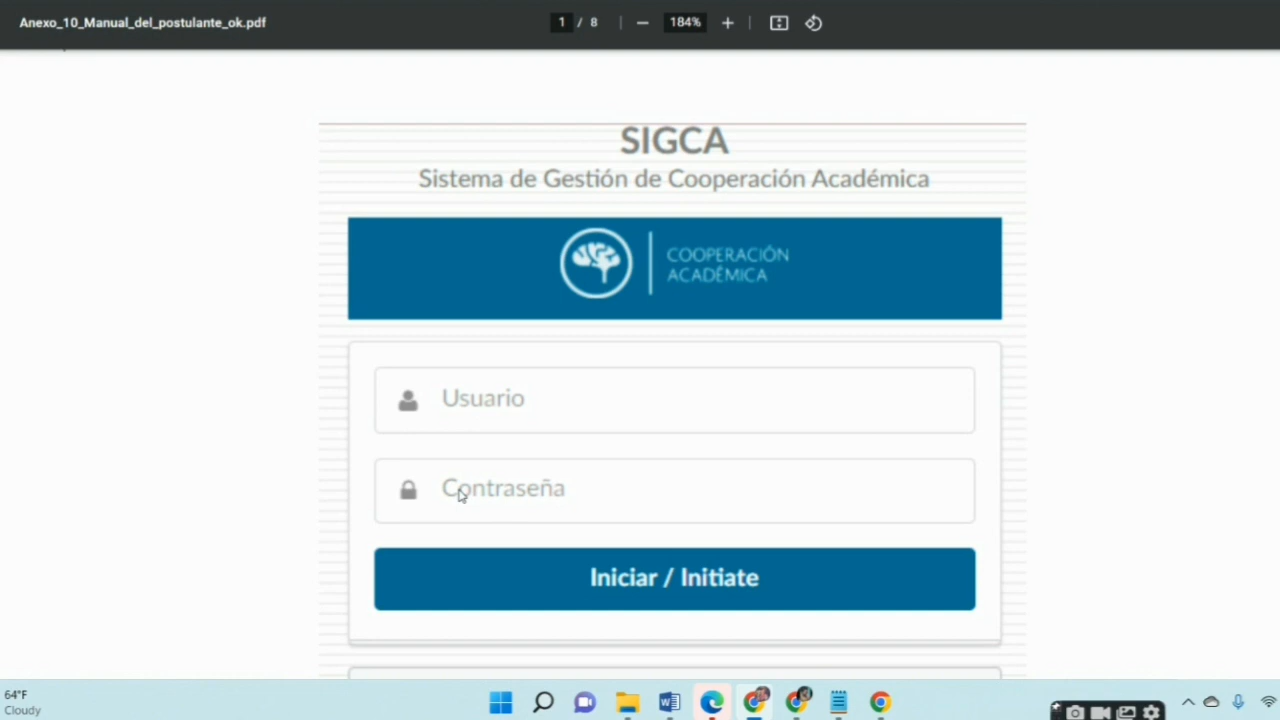 Anexo_10_Manual_del_postulante_ok.pdf
1 / 8
184%
SIGCA
Sistema de Gestión de Cooperación Académica
COOPERACIÓN
ACADÉMICA
Usuario
Contraseña
Iniciar / Initiate
64°F
Cloudy